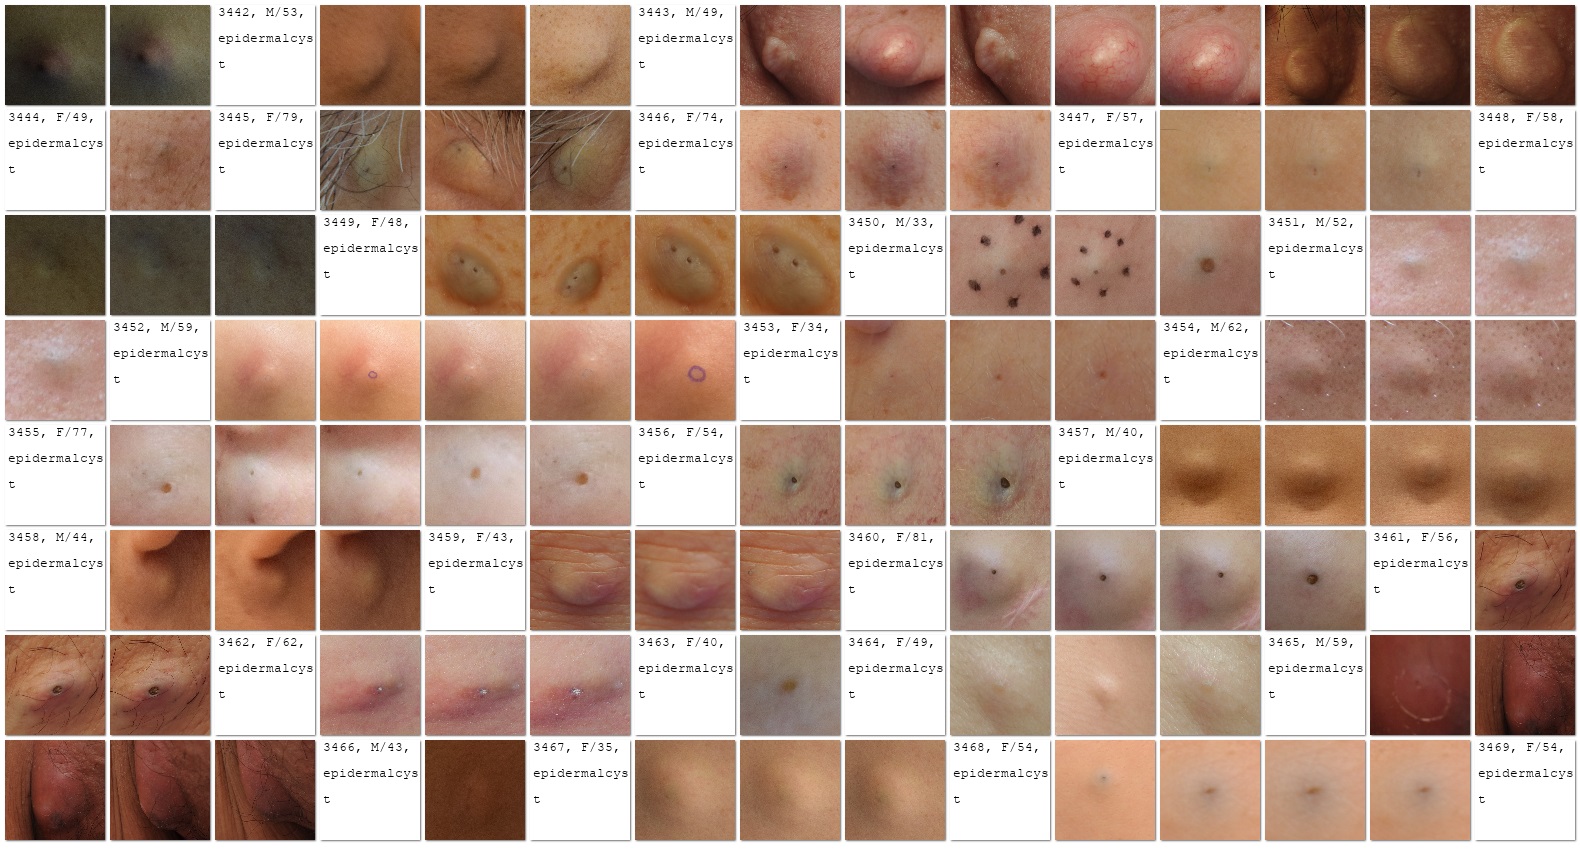 3442, M/53,
epidermalcys
t
3443, M/49,
epidermalcys
t
3444, F/49,
epidermalcys
t
3445, F/79,
epidermalcys
t
3446, F/74,
epidermalcys
t
3447, F/57,
epidermalcys
t
3448, F/58,
epidermalcys
t
3449, F/48,
epidermalcys
t
3450, M/33,
epidermalcys
t
3451, M/52,
epidermalcys
t
3452, M/59,
epidermalcys
t
3453, F/34,
epidermalcys
t
3454, M/62,
epidermalcys
t
3455, F/77,
epidermalcys
t
3456, F/54,
epidermalcys
t
3457, M/40,
epidermalcys
t
3458, M/44,
epidermalcys
t
3459, F/43,
epidermalcys
t
3460, F/81,
epidermalcys
t
3461, F/56,
epidermalcys
t
3462, F/62,
epidermalcys
t
3463, F/40,
epidermalcys
t
3464, F/49,
epidermalcys
t
3465, M/59,
epidermalcys
t
3466, M/43,
epidermalcys
t
3467, F/35,
epidermalcys
t
3468, F/54,
epidermalcys
t
3469, F/54,
epidermalcys
t